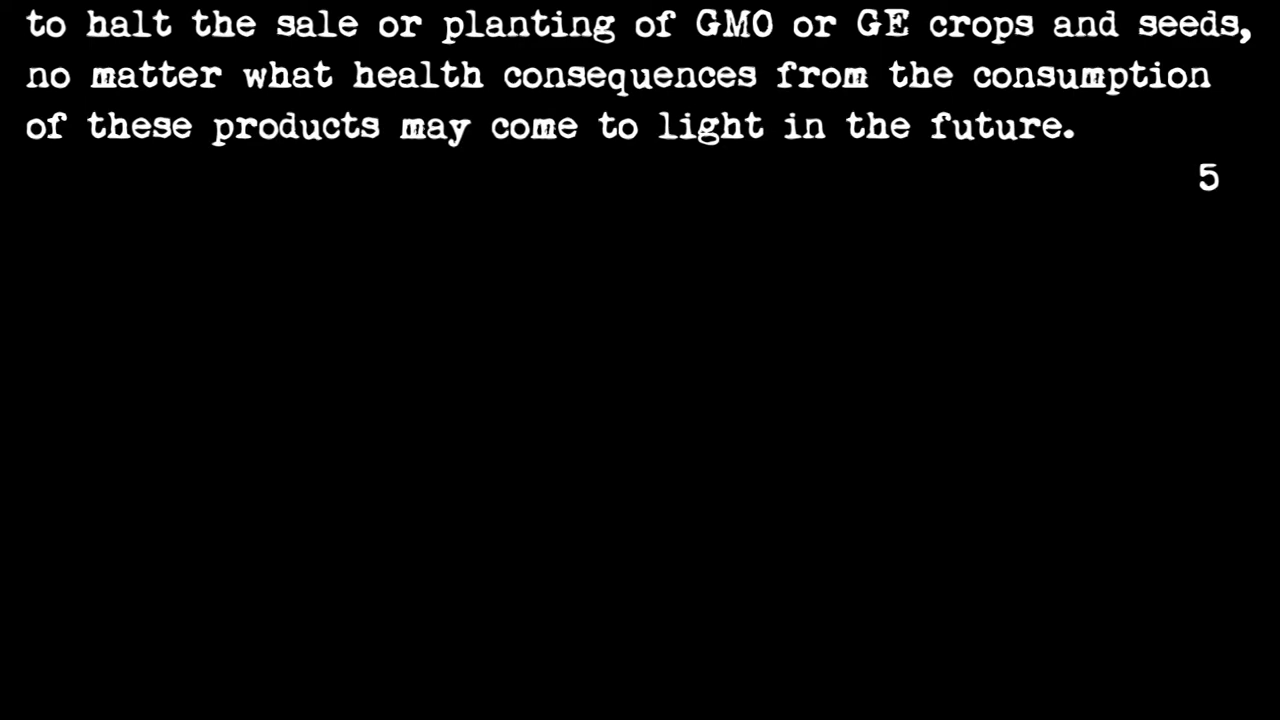 to halt the sale or planting of GMO or GE crops and seeds,
no matter what health consequences from the consumption
of these products may come to light in the future.
5